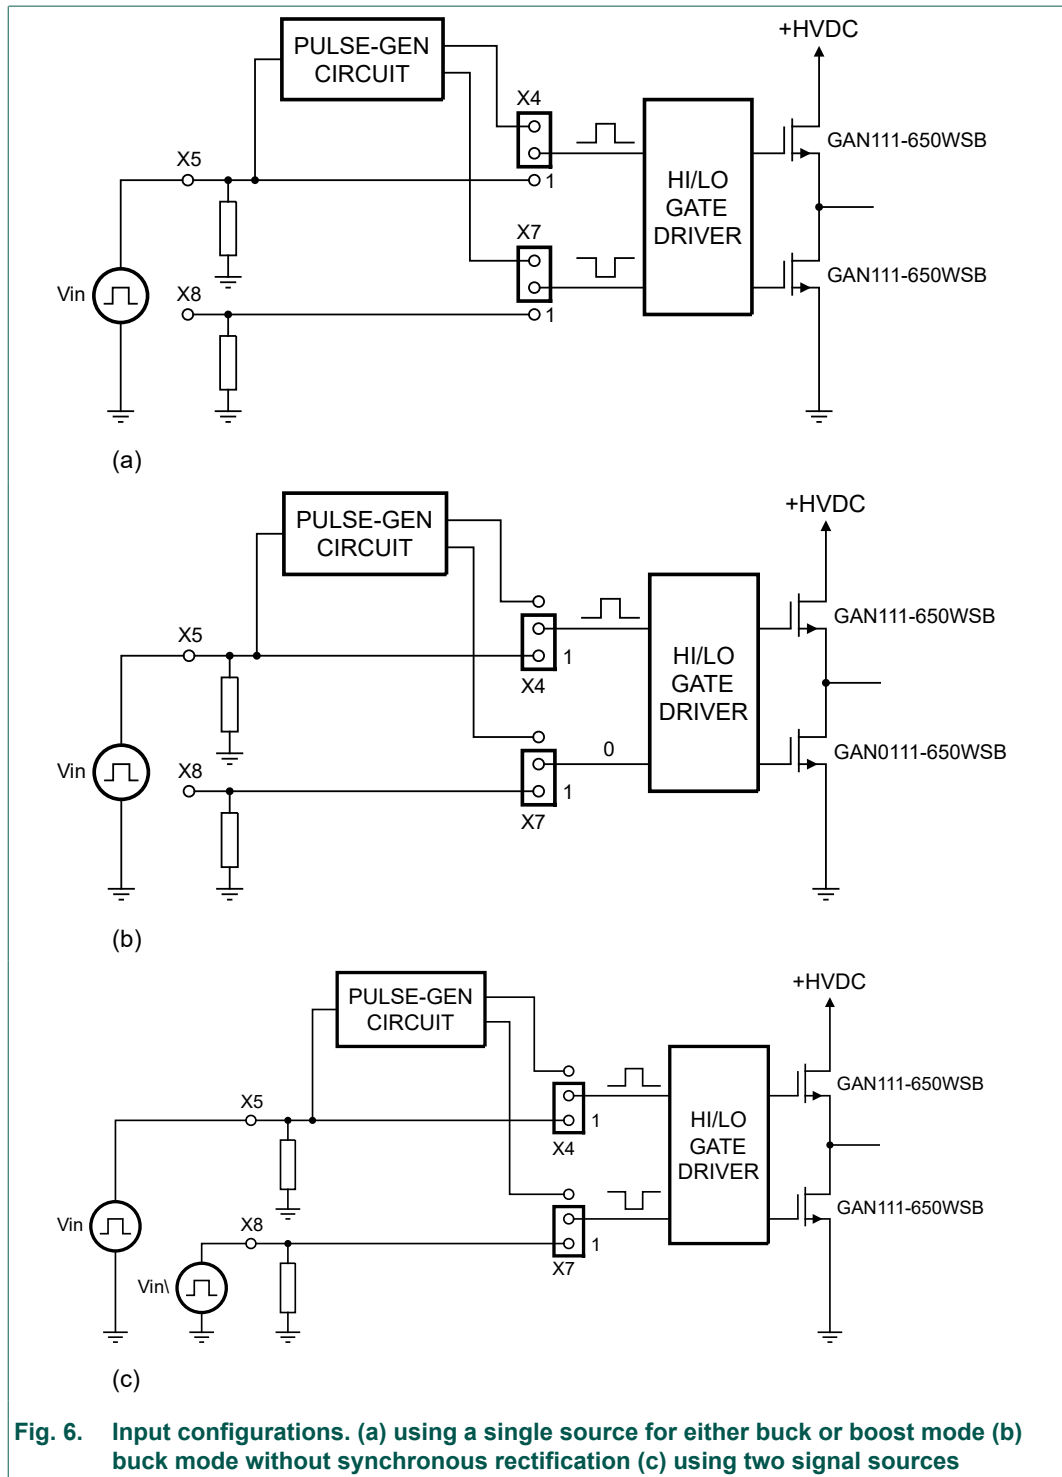 +HVDC
PULSE-GEN
CIRCUIT
X4
GAN111-650WSB
X5
1
HI/LO
GATE
DRIVER
X7
GAN111-650WSB
Vin
X8
1
(a)
+HVDC
PULSE-GEN
CIRCUIT
GAN111-650WSB
X5
1
X4
HI/LO
GATE
DRIVER
0
GAN0111-650WSB
Vin
X8
1
X7
(b)
+HVDC
PULSE-GEN
CIRCUIT
GAN111-650WSB
X5
1
X4
HI/LO
GATE
DRIVER
GAN111-650WSB
Vin
X8
1
X7
Vin\
(c)
Fig. 6. Input configurations. (a) using a single source for either buck or boost mode (b)
buck mode without synchronous rectification (c) using two signal sources